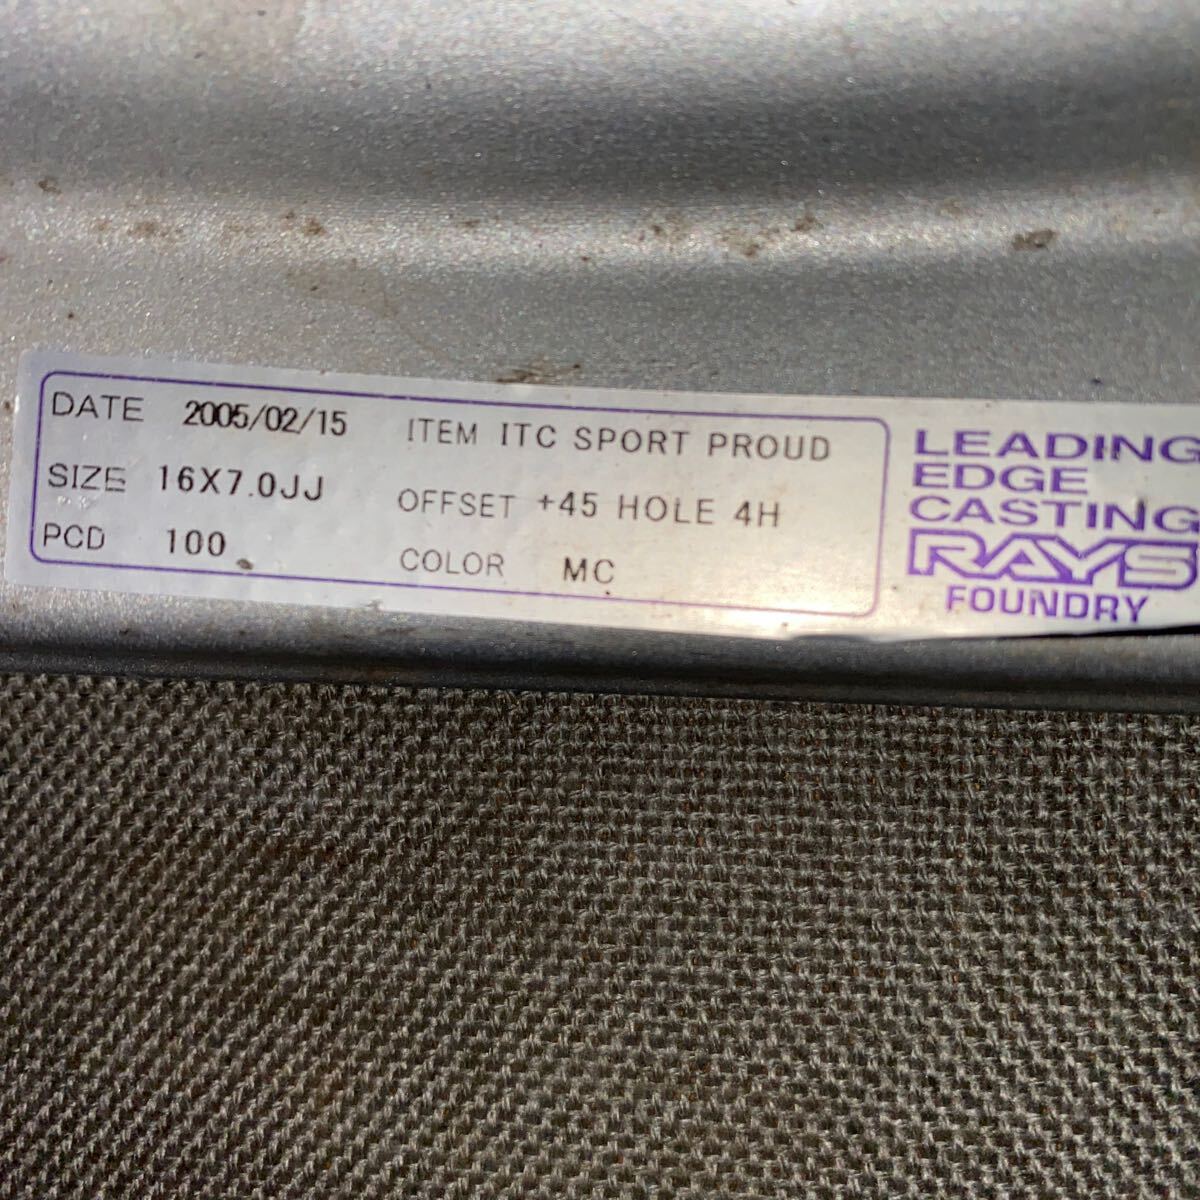 DATE 2005/02/15 ITEM ITC SPORT PROUD
SIZE 16X7.0JJ OFFSET +45 HOLE 4H
PCD 100 COLOR MC
LEADING
EDGE
CASTING
RAYS
FOUNDRY